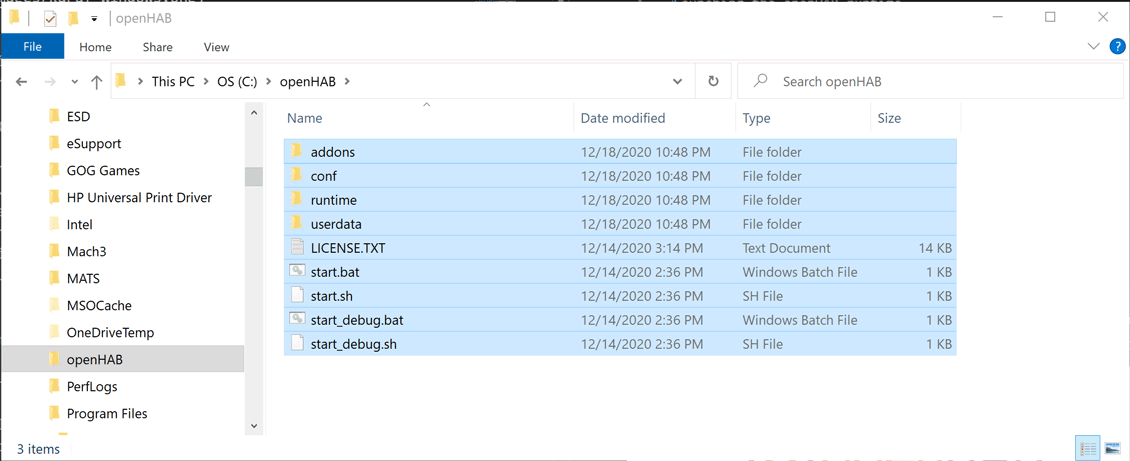 openHAB
File Home Share View
This PC OS (C:) openHAB Search openHAB
Name Date modified Type Size
ESD
eSupport
GOG Games
HP Universal Print Driver
Intel
Mach3
MATS
MSOCache
OneDriveTemp
openHAB
PerfLogs
Program Files
addons 12/18/2020 10:48 PM File folder
conf 12/18/2020 10:48 PM File folder
runtime 12/18/2020 10:48 PM File folder
userdata 12/18/2020 10:48 PM File folder
LICENSE.TXT 12/14/2020 3:14 PM Text Document 14 KB
start.bat 12/14/2020 2:36 PM Windows Batch File 1 KB
start.sh 12/14/2020 2:36 PM SH File 1 KB
start_debug.bat 12/14/2020 2:36 PM Windows Batch File 1 KB
start_debug.sh 12/14/2020 2:36 PM SH File 1 KB
3 items